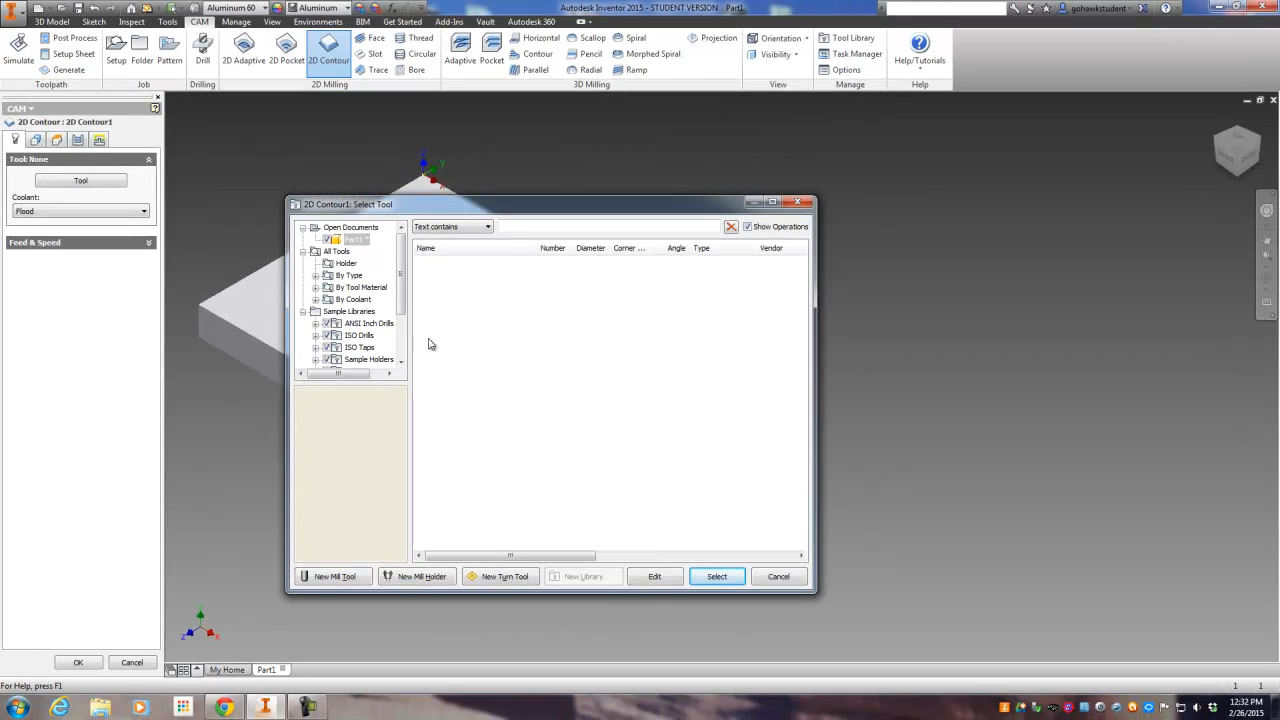 Aluminum 60
Aluminum
Autodesk Inventor 2015 - STUDENT VERSION Part1
gohawkstudent
3D Model Sketch Inspect Tools CAM Manage View Environments BIM Get Started Add-Ins Vault Autodesk 360
Simulate
Post Process
Setup Sheet
Generate
Setup
Folder
Pattern
Drill
2D Adaptive
2D Pocket
2D Contour
Face
Slot
Trace
Thread
Circular
Bore
Adaptive
Pocket
Horizontal
Contour
Parallel
Scallop
Pencil
Radial
Spiral
Morphed Spiral
Ramp
Projection
Orientation
Visibility
Tool Library
Task Manager
Options
Help/Tutorials
Toolpath Job Drilling 2D Milling 3D Milling View Manage Help
CAM
2D Contour : 2D Contour1
Tool: None
Tool
Coolant:
Flood
Feed & Speed
OK Cancel
2D Contour1: Select Tool
Open Documents
Part1 *
All Tools
Holder
By Type
By Tool Material
By Coolant
Sample Libraries
ANSI Inch Drills
ISO Drills
ISO Taps
Sample Holders
Text contains
Show Operations
Name Number Diameter Corner ... Angle Type Vendor
New Mill Tool New Mill Holder New Turn Tool New Library Edit Select Cancel
Z
Y
X
Z
X
My Home Part1
For Help, press F1
1 1
12:32 PM
2/26/2015